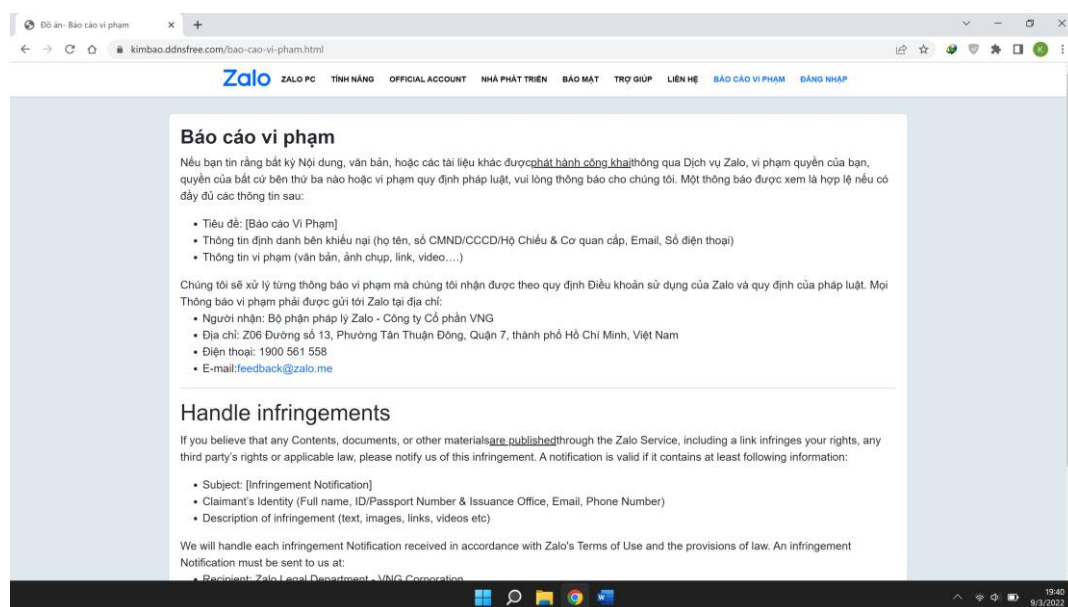 Đồ án- Báo cáo vi phạm
kimbao.ddnsfree.com/bao-cao-vi-pham.html
K
Zalo ZALO PC TÍNH NĂNG OFFICIAL ACCOUNT NHÀ PHÁT TRIỂN BẢO MẬT TRỢ GIÚP LIÊN HỆ BÁO CÁO VI PHẠM ĐĂNG NHẬP
Báo cáo vi phạm
Nếu bạn tin rằng bất kỳ Nội dung, văn bản, hoặc các tài liệu khác đượcphát hành công khaithông qua Dịch vụ Zalo, vi phạm quyền của bạn,
quyền của bất cứ bên thứ ba nào hoặc vi phạm quy định pháp luật, vui lòng thông báo cho chúng tôi. Một thông báo được xem là hợp lệ nếu có
đầy đủ các thông tin sau:
• Tiêu đề: [Báo cáo Vi Phạm]
• Thông tin định danh bên khiếu nại (họ tên, số CMND/CCCD/Hộ Chiếu & Cơ quan cấp, Email, Số điện thoại)
• Thông tin vi phạm (văn bản, ảnh chụp, link, video….)
Chúng tôi sẽ xử lý từng thông báo vi phạm mà chúng tôi nhận được theo quy định Điều khoản sử dụng của Zalo và quy định của pháp luật. Mọi
Thông báo vi phạm phải được gửi tới Zalo tại địa chỉ:
• Người nhận: Bộ phận pháp lý Zalo - Công ty Cổ phần VNG
• Địa chỉ: Z06 Đường số 13, Phường Tân Thuận Đông, Quận 7, thành phố Hồ Chí Minh, Việt Nam
• Điện thoại: 1900 561 558
• E-mail:feedback@zalo.me
Handle infringements
If you believe that any Contents, documents, or other materialsare publishedthrough the Zalo Service, including a link infringes your rights, any
third party's rights or applicable law, please notify us of this infringement. A notification is valid if it contains at least following information:
• Subject: [Infringement Notification]
• Claimant's Identity (Full name, ID/Passport Number & Issuance Office, Email, Phone Number)
• Description of infringement (text, images, links, videos etc)
We will handle each infringement Notification received in accordance with Zalo's Terms of Use and the provisions of law. An infringement
Notification must be sent to us at:
• Recipient: Zalo Legal Department - VNG Corporation
19:40
9/3/2022